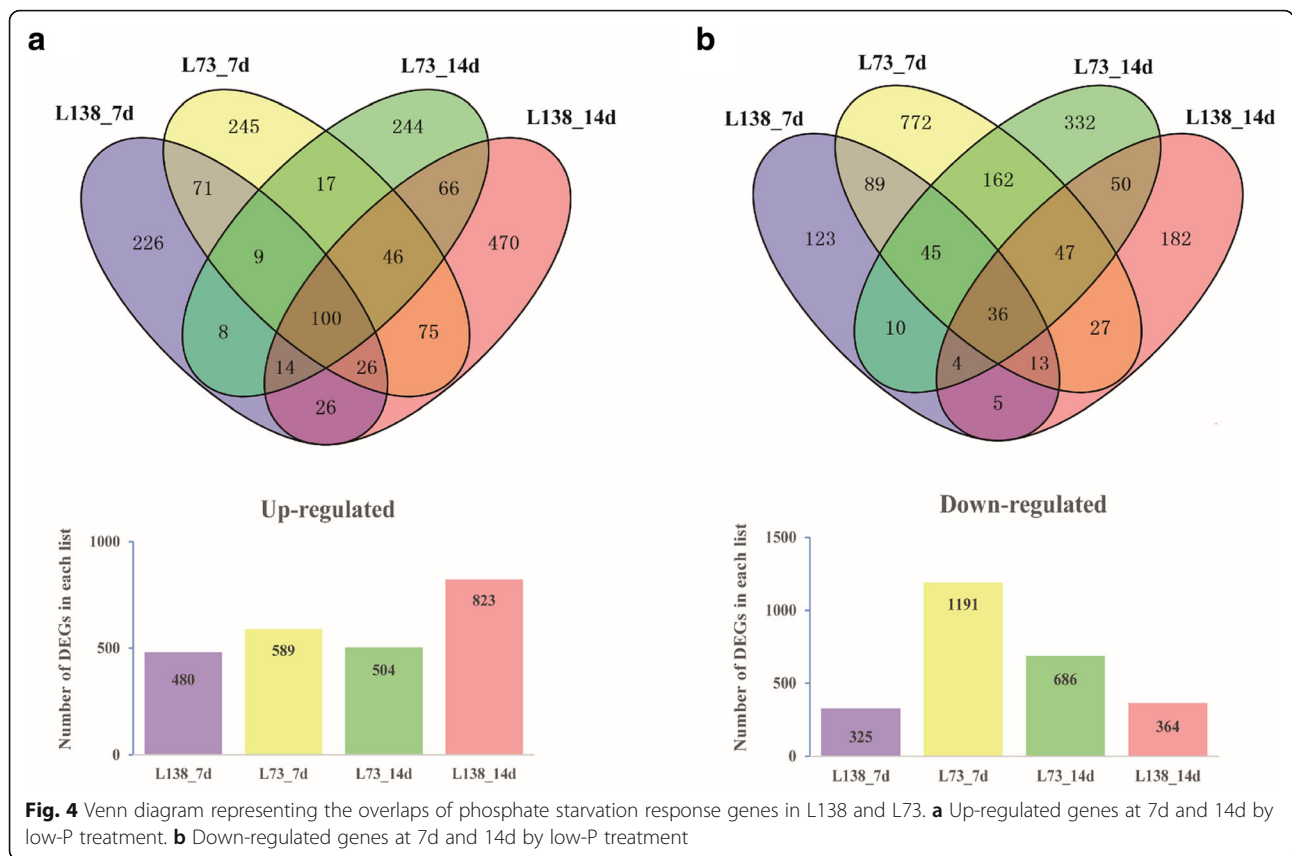 a
L73_7d
L73_14d
L138_7d
L138_14d
245
244
71
17
66
226
9
46
470
8
100
75
14
26
26
Up-regulated
Number of DEGs in each list
1000
500
0
480
589
504
823
L138_7d
L73_7d
L73_14d
L138_14d
b
L73_7d
L73_14d
L138_7d
L138_14d
772
332
89
162
50
123
45
47
182
10
36
27
4
13
5
Down-regulated
Number of DEGs in each list
1500
1000
500
0
325
1191
686
364
L138_7d
L73_7d
L73_14d
L138_14d
Fig. 4 Venn diagram representing the overlaps of phosphate starvation response genes in L138 and L73. a Up-regulated genes at 7d and 14d by
low-P treatment. b Down-regulated genes at 7d and 14d by low-P treatment